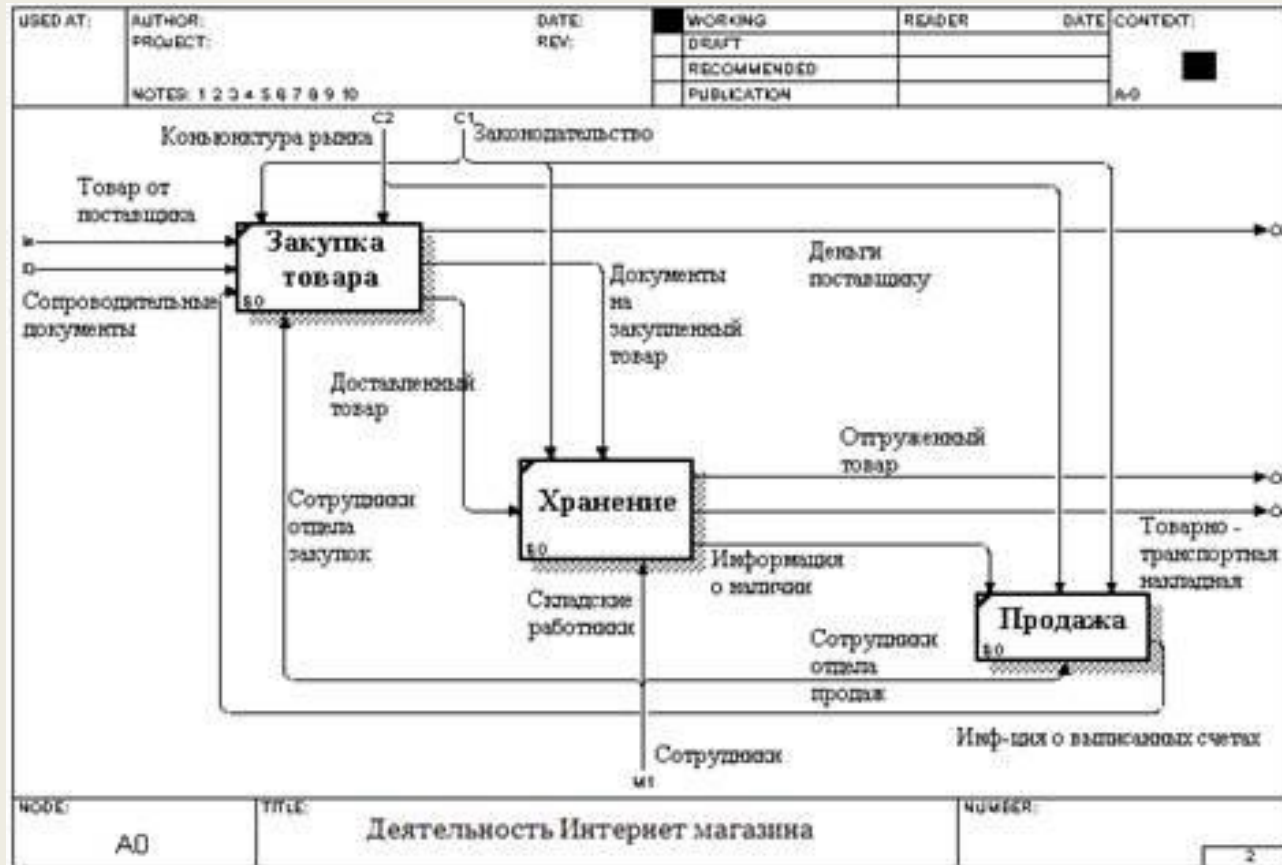 USED AT:
AUTHOR:
DATE:
PROJECT:
REV:
NOTES: 1 2 3 4 5 6 7 8 9 10
WORKING
DRAFT
RECOMMENDED
PUBLICATION
READER
DATE
CONTEXT:
A-0
C2
C1
Коньюнктура рынка
Законодательство
Товар от
поставщика
Закупка
товара
$0
Сопроводительные
документы
Деньги
поставщику
Документы
на
закупленный
товар
Доставленный
товар
Отгруженный
товар
Хранение
$0
Сотрудники
отдела
закупок
Товарно -
транспортная
накладная
Информация
о наличии
Складские
работники
Продажа
$0
Сотрудники
отдела
продаж
Инф-ция о выписанных счетах
Сотрудники
M1
NODE:
A0
TITLE:
Деятельность Интернет магазина
NUMBER:
2